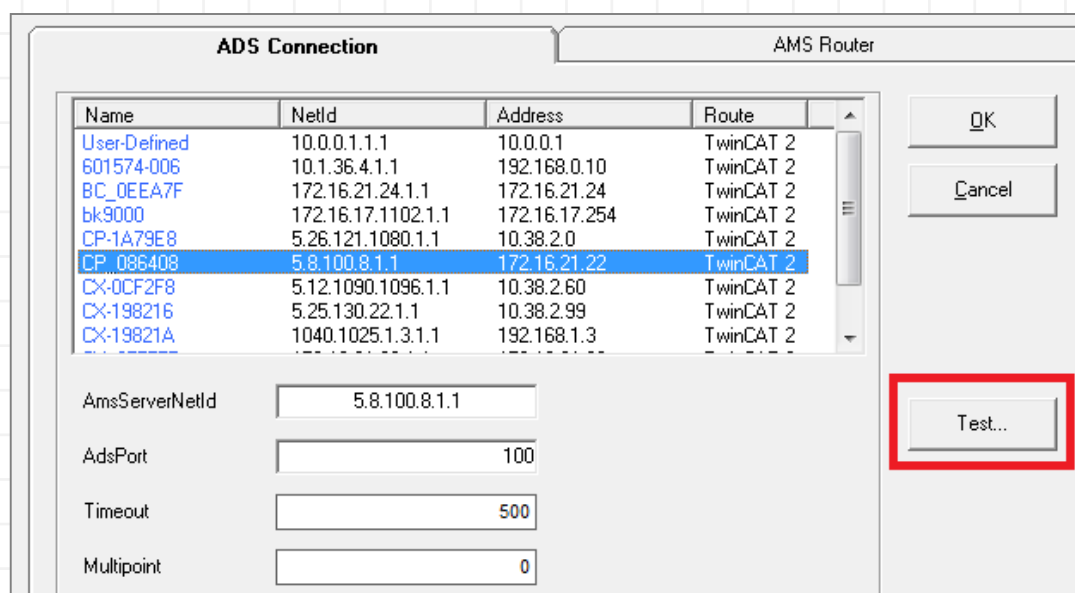 ADS Connection AMS Router
Name NetId Address Route
User-Defined 10.0.0.1.1.1 10.0.0.1 TwinCAT 2
601574-006 10.1.36.4.1.1 192.168.0.10 TwinCAT 2
BC_0EEA7F 172.16.21.24.1.1 172.16.21.24 TwinCAT 2
bk9000 172.16.17.1102.1.1 172.16.17.254 TwinCAT 2
CP-1A79E8 5.26.121.1080.1.1 10.38.2.0 TwinCAT 2
CP_086408 5.8.100.8.1.1 172.16.21.22 TwinCAT 2
CX-0CF2F8 5.12.1090.1096.1.1 10.38.2.60 TwinCAT 2
CX-198216 5.25.130.22.1.1 10.38.2.99 TwinCAT 2
CX-19821A 1040.1025.1.3.1.1 192.168.1.3 TwinCAT 2
OK
Cancel
AmsServerNetId 5.8.100.8.1.1
Test...
AdsPort 100
Timeout 500
Multipoint 0